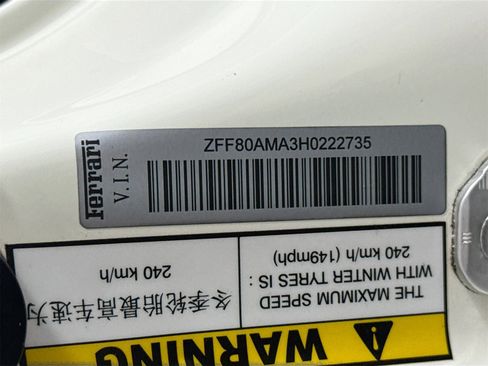 Ferrari
V.I.N.
ZFF80AMA3H0222735
WARNING
THE MAXIMUM SPEED
WITH WINTER TYRES IS :
240 km/h (149mph)
冬季轮胎最高车速为
240 km/h